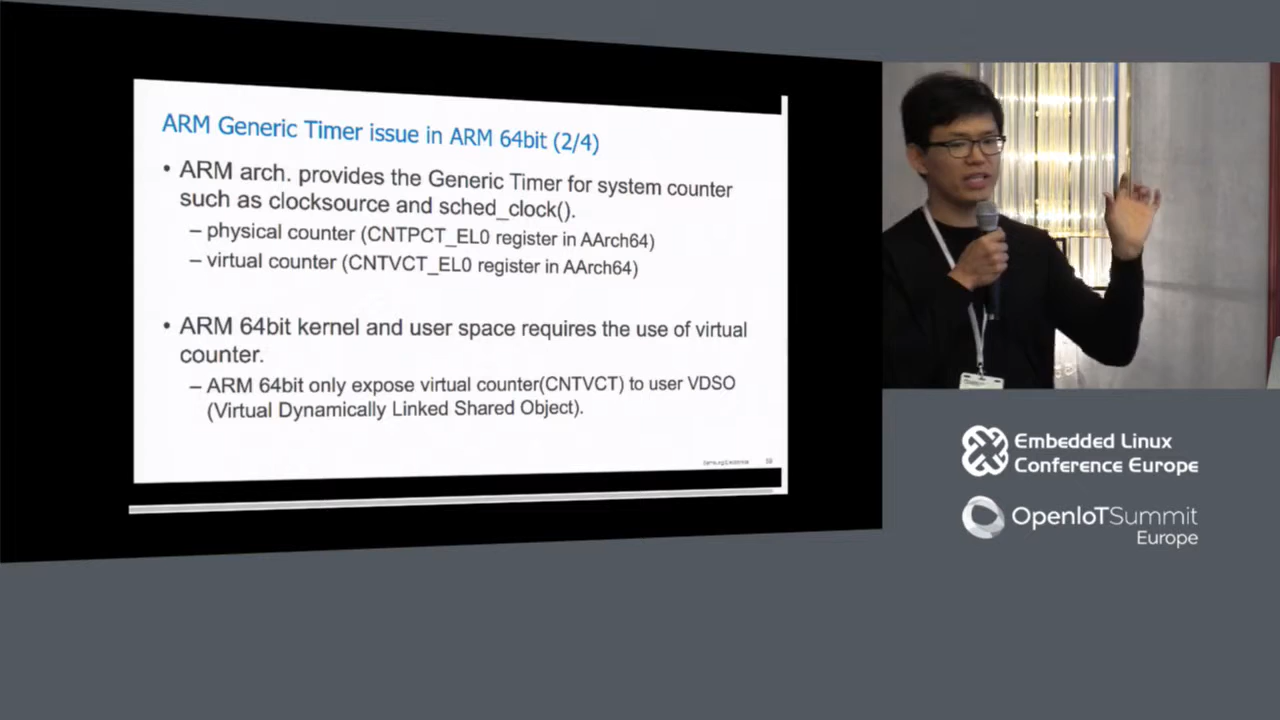 ARM Generic Timer issue in ARM 64bit (2/4)
• ARM arch. provides the Generic Timer for system counter
such as clocksource and sched_clock().
– physical counter (CNTPCT_EL0 register in AArch64)
– virtual counter (CNTVCT_EL0 register in AArch64)
• ARM 64bit kernel and user space requires the use of virtual
counter.
– ARM 64bit only expose virtual counter(CNTVCT) to user VDSO
(Virtual Dynamically Linked Shared Object).
Samsung Electronics
Embedded Linux
Conference Europe
OpenIoTSummit
Europe